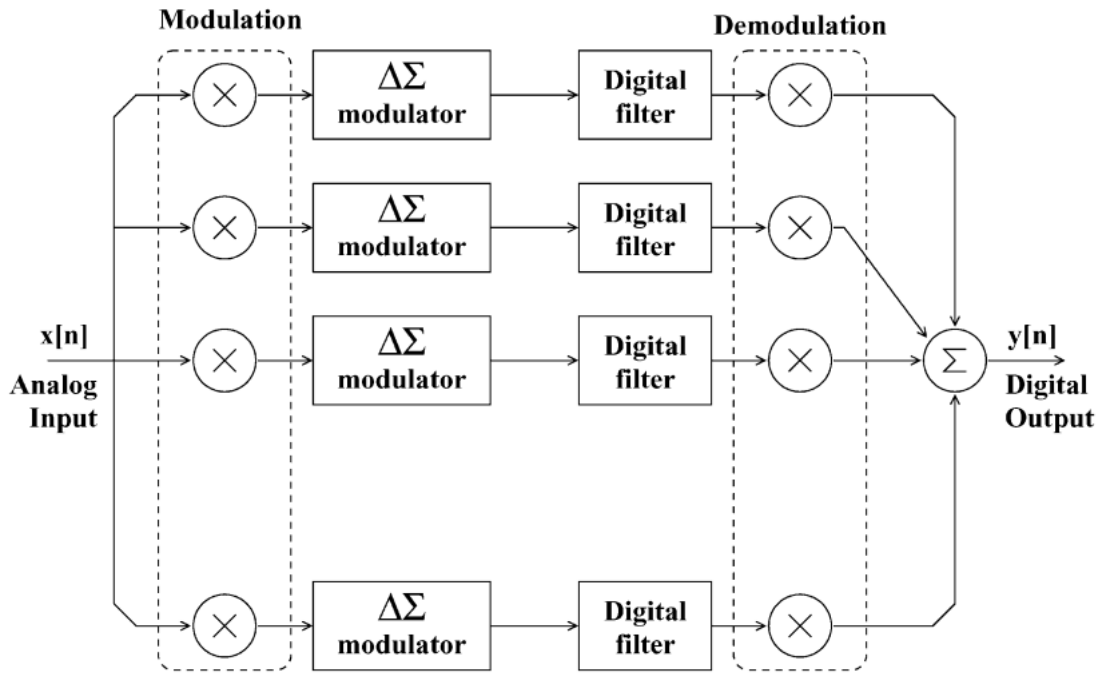 Modulation
Demodulation
ΔΣ
modulator
Digital
filter
ΔΣ
modulator
Digital
filter
x[n]
Analog
Input
ΔΣ
modulator
Digital
filter
Σ
y[n]
Digital
Output
ΔΣ
modulator
Digital
filter